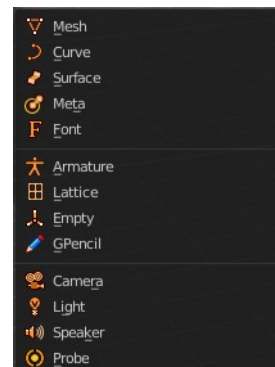 Mesh
Curve
Surface
Meta
Font
Armature
Lattice
Empty
GPencil
Camera
Light
Speaker
Probe